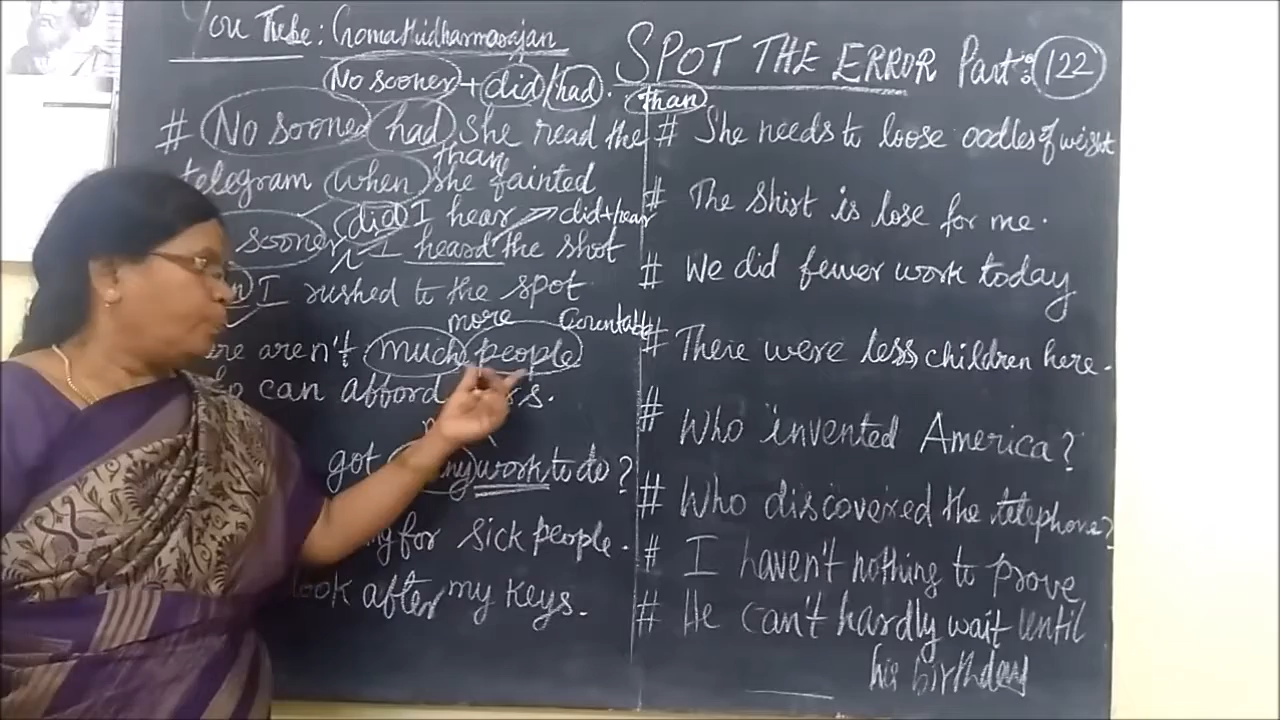 You Tube: Gomathidharmarajan
SPOT THE ERROR Part: 122
No sooner + did/had. than
# No sooner had she read the
than
telegram when she fainted
did I hear → did+hear
sooner I heard the shot
I rushed to the spot
more Countable
aren't much people
can afford
got work to do?
for sick people.
look after my keys.
# She needs to loose oodles of weight
# The shirt is lose for me.
# We did fewer work today
# There were less children here.
# Who invented America?
# Who discovered the telephone?
# I haven't nothing to prove
# He can't hardly wait until
his birthday